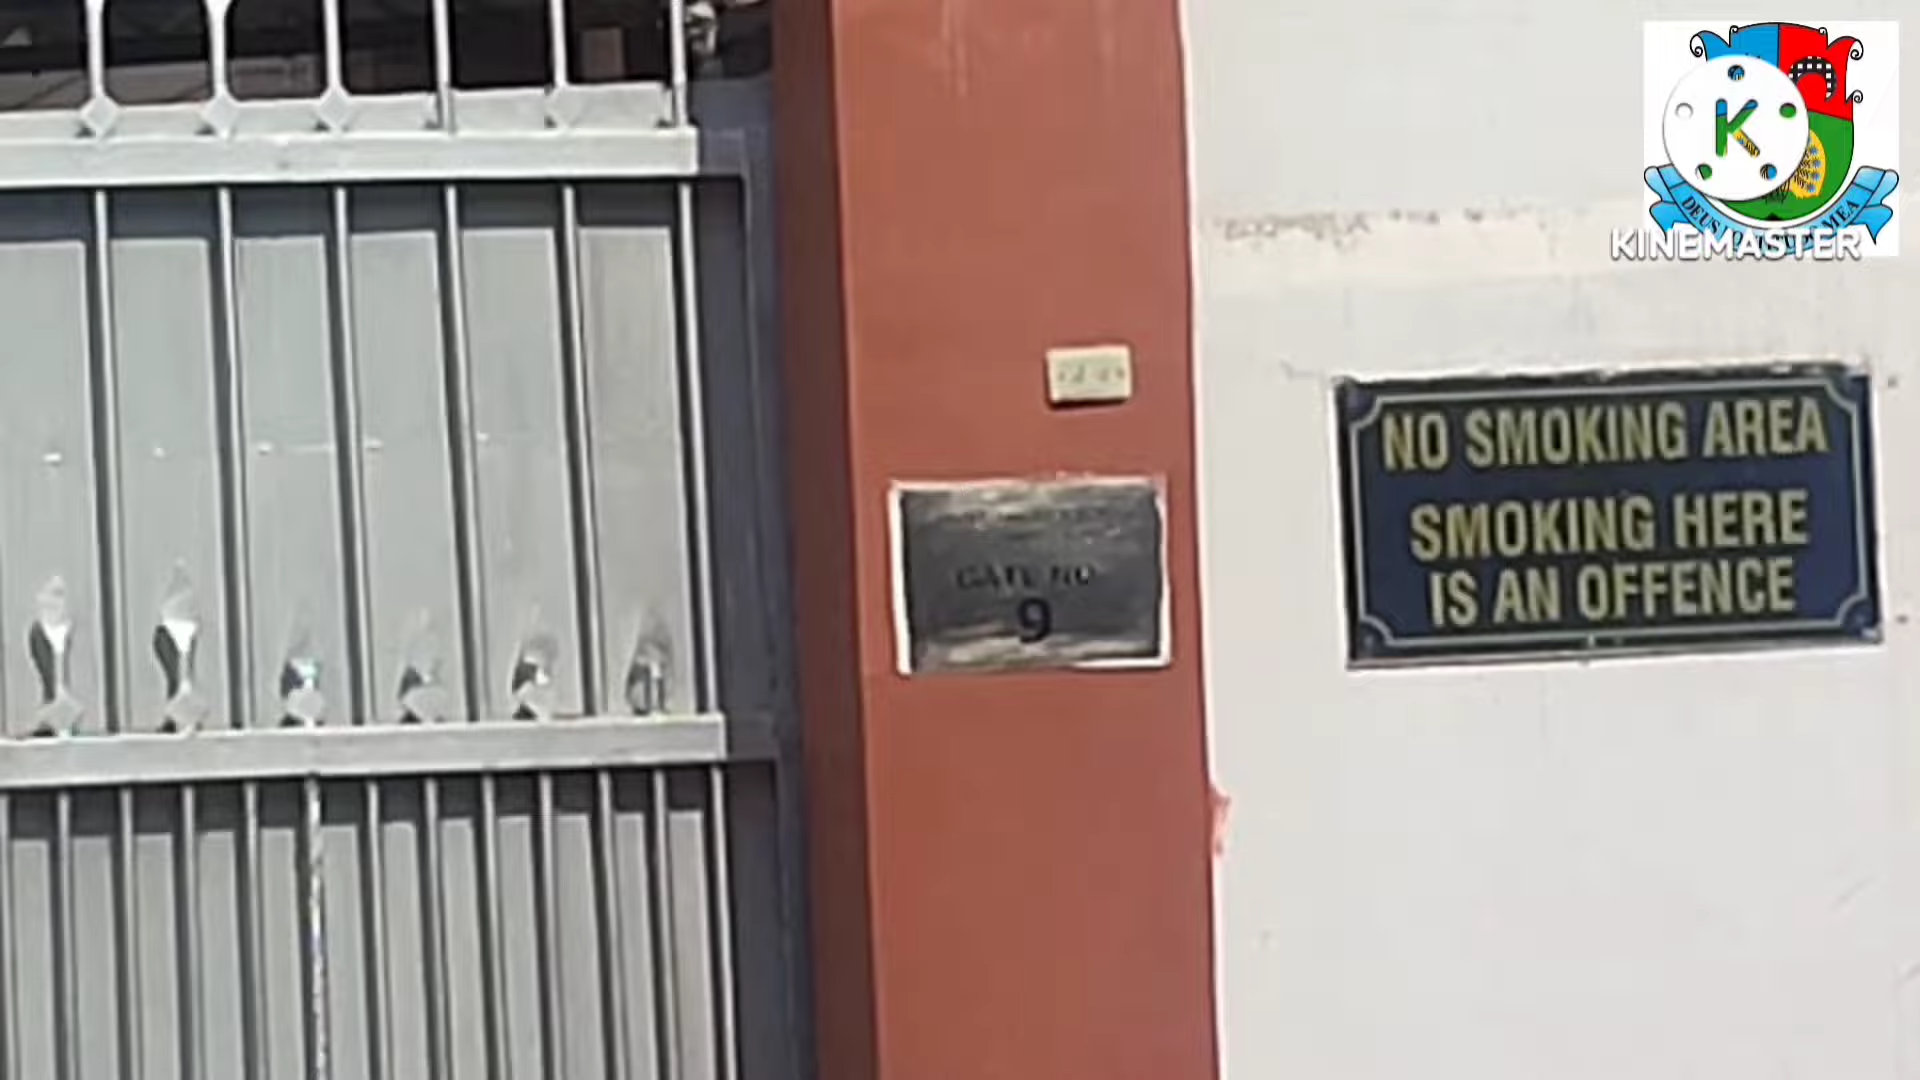 GATE NO
9
NO SMOKING AREA
SMOKING HERE
IS AN OFFENCE
KINEMASTER